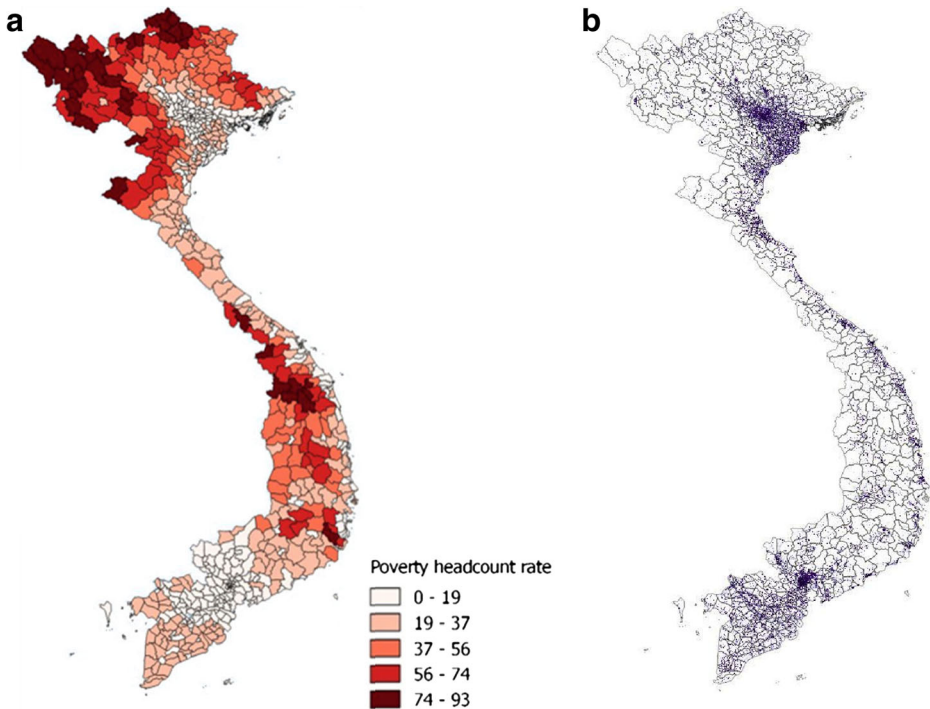 a
b
Poverty headcount rate
0 - 19
19 - 37
37 - 56
56 - 74
74 - 93